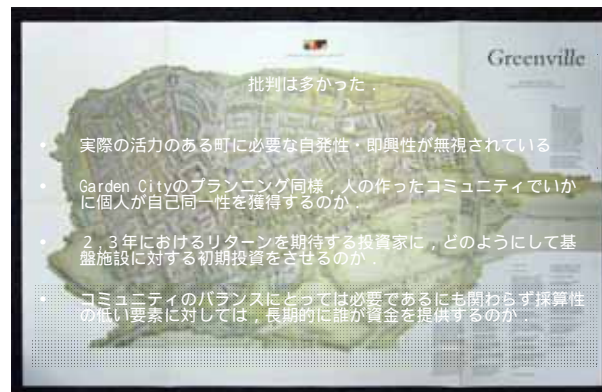 Greenville
批判は多かった．
• 実際の活力のある町に必要な自発性・即興性が無視されている
• Garden Cityのプランニング同様，人の作ったコミュニティでいか
に個人が自己同一性を獲得するのか．
• ２，３年におけるリターンを期待する投資家に，どのようにして基
盤施設に対する初期投資をさせるのか．
• コミュニティのバランスにとっては必要であるにも関わらず採算性
の低い要素に対しては，長期的に誰が資金を提供するのか．